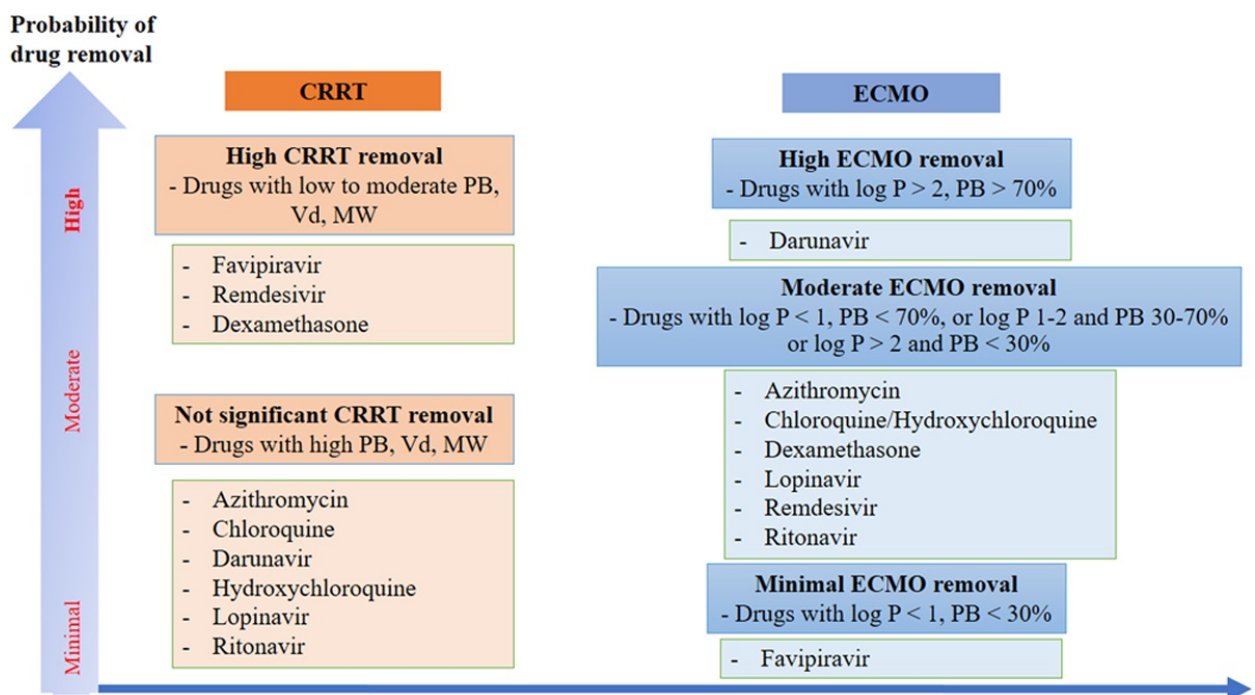 Probability of
drug removal
High
Moderate
Minimal
CRRT
High CRRT removal
- Drugs with low to moderate PB,
Vd, MW
- Favipiravir
- Remdesivir
- Dexamethasone
Not significant CRRT removal
- Drugs with high PB, Vd, MW
- Azithromycin
- Chloroquine
- Darunavir
- Hydroxychloroquine
- Lopinavir
- Ritonavir
ECMO
High ECMO removal
- Drugs with log P > 2, PB > 70%
- Darunavir
Moderate ECMO removal
- Drugs with log P < 1, PB < 70%, or log P 1-2 and PB 30-70%
or log P > 2 and PB < 30%
- Azithromycin
- Chloroquine/Hydroxychloroquine
- Dexamethasone
- Lopinavir
- Remdesivir
- Ritonavir
Minimal ECMO removal
- Drugs with log P < 1, PB < 30%
- Favipiravir